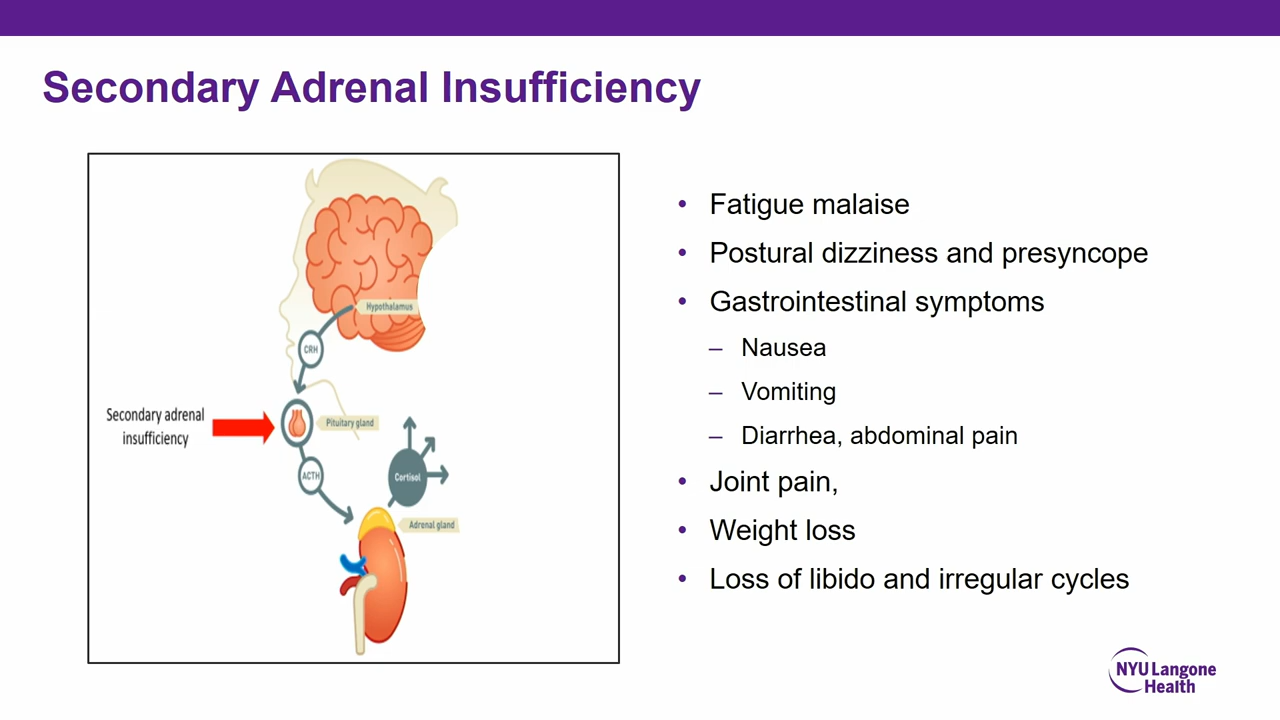 Secondary Adrenal Insufficiency
Hypothalamus
CRH
Secondary adrenal
insufficiency
Pituitary gland
ACTH
Cortisol
Adrenal gland
• Fatigue malaise
• Postural dizziness and presyncope
• Gastrointestinal symptoms
– Nausea
– Vomiting
– Diarrhea, abdominal pain
• Joint pain,
• Weight loss
• Loss of libido and irregular cycles
NYU Langone
Health